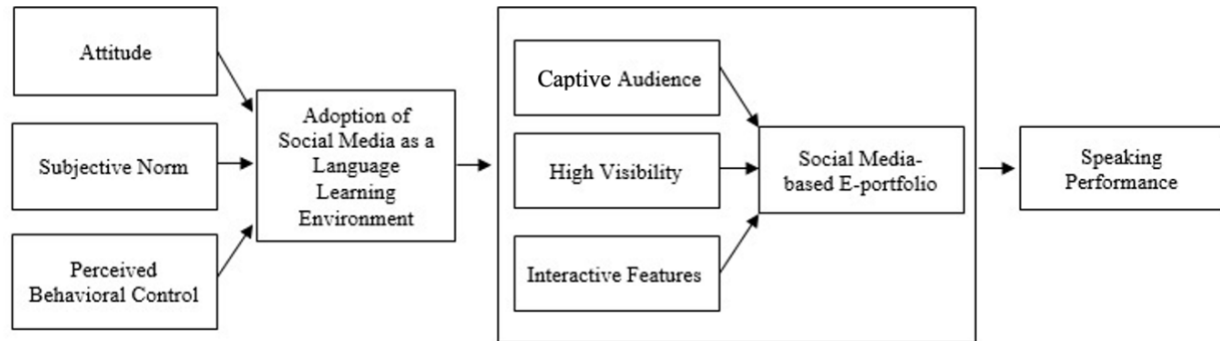 Attitude
Subjective Norm
Perceived
Behavioral Control
Adoption of
Social Media as a
Language
Learning
Environment
Captive Audience
High Visibility
Interactive Features
Social Media-
based E-portfolio
Speaking
Performance